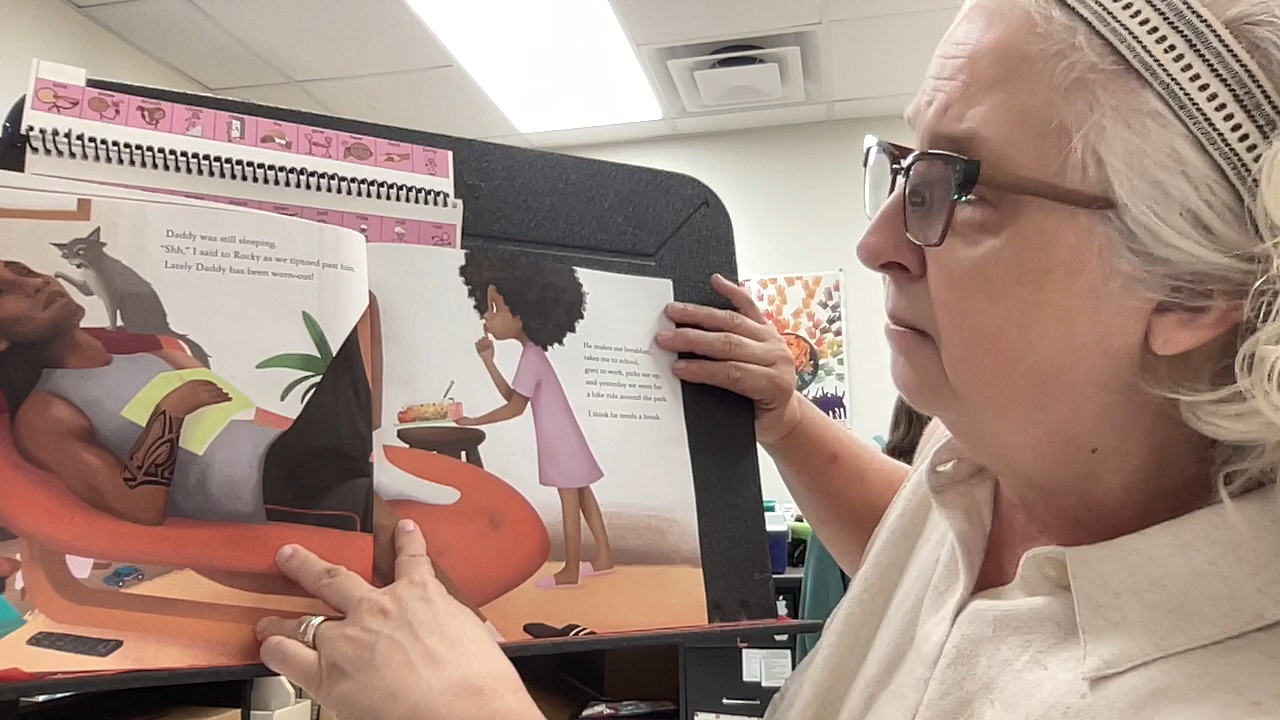 Daddy was still sleeping.
"Shh," I said to Rocky as we tiptoed past him.
Lately Daddy has been worn-out!
He makes me breakfast,
takes me to school,
goes to work, picks me up,
and yesterday we went for
a bike ride around the park.
I think he needs a break.